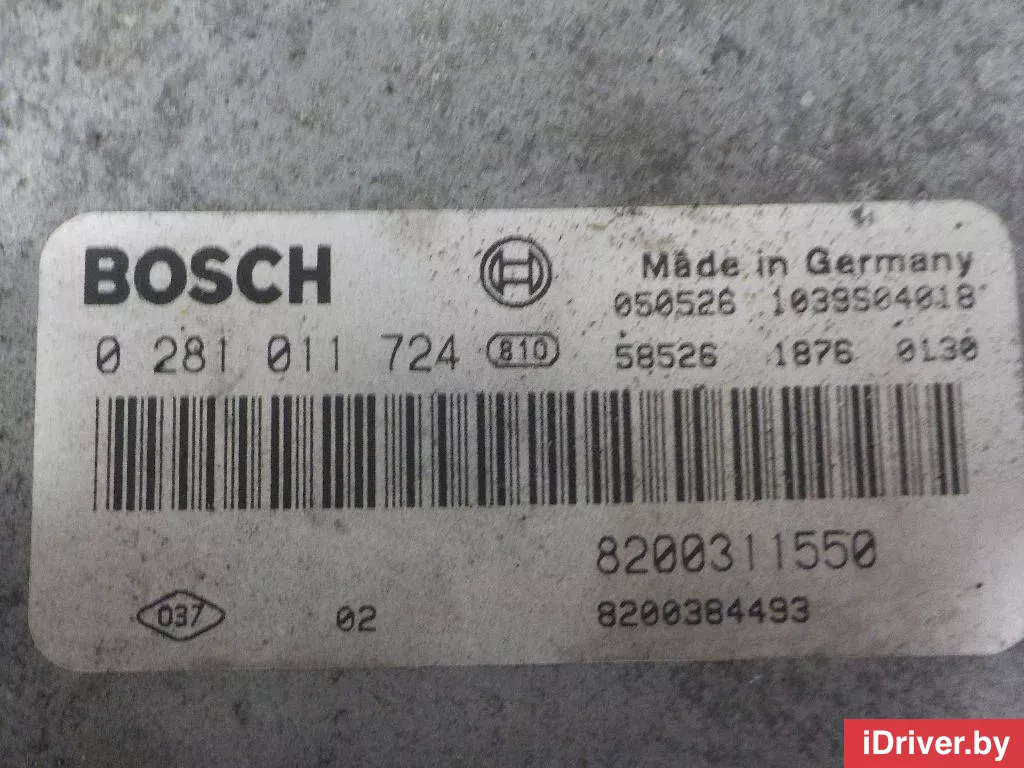 BOSCH
Made in Germany
050526 1039S04018
0 281 011 724 810
58526 1876 0130
8200311550
037 02 8200384493
iDriver.by